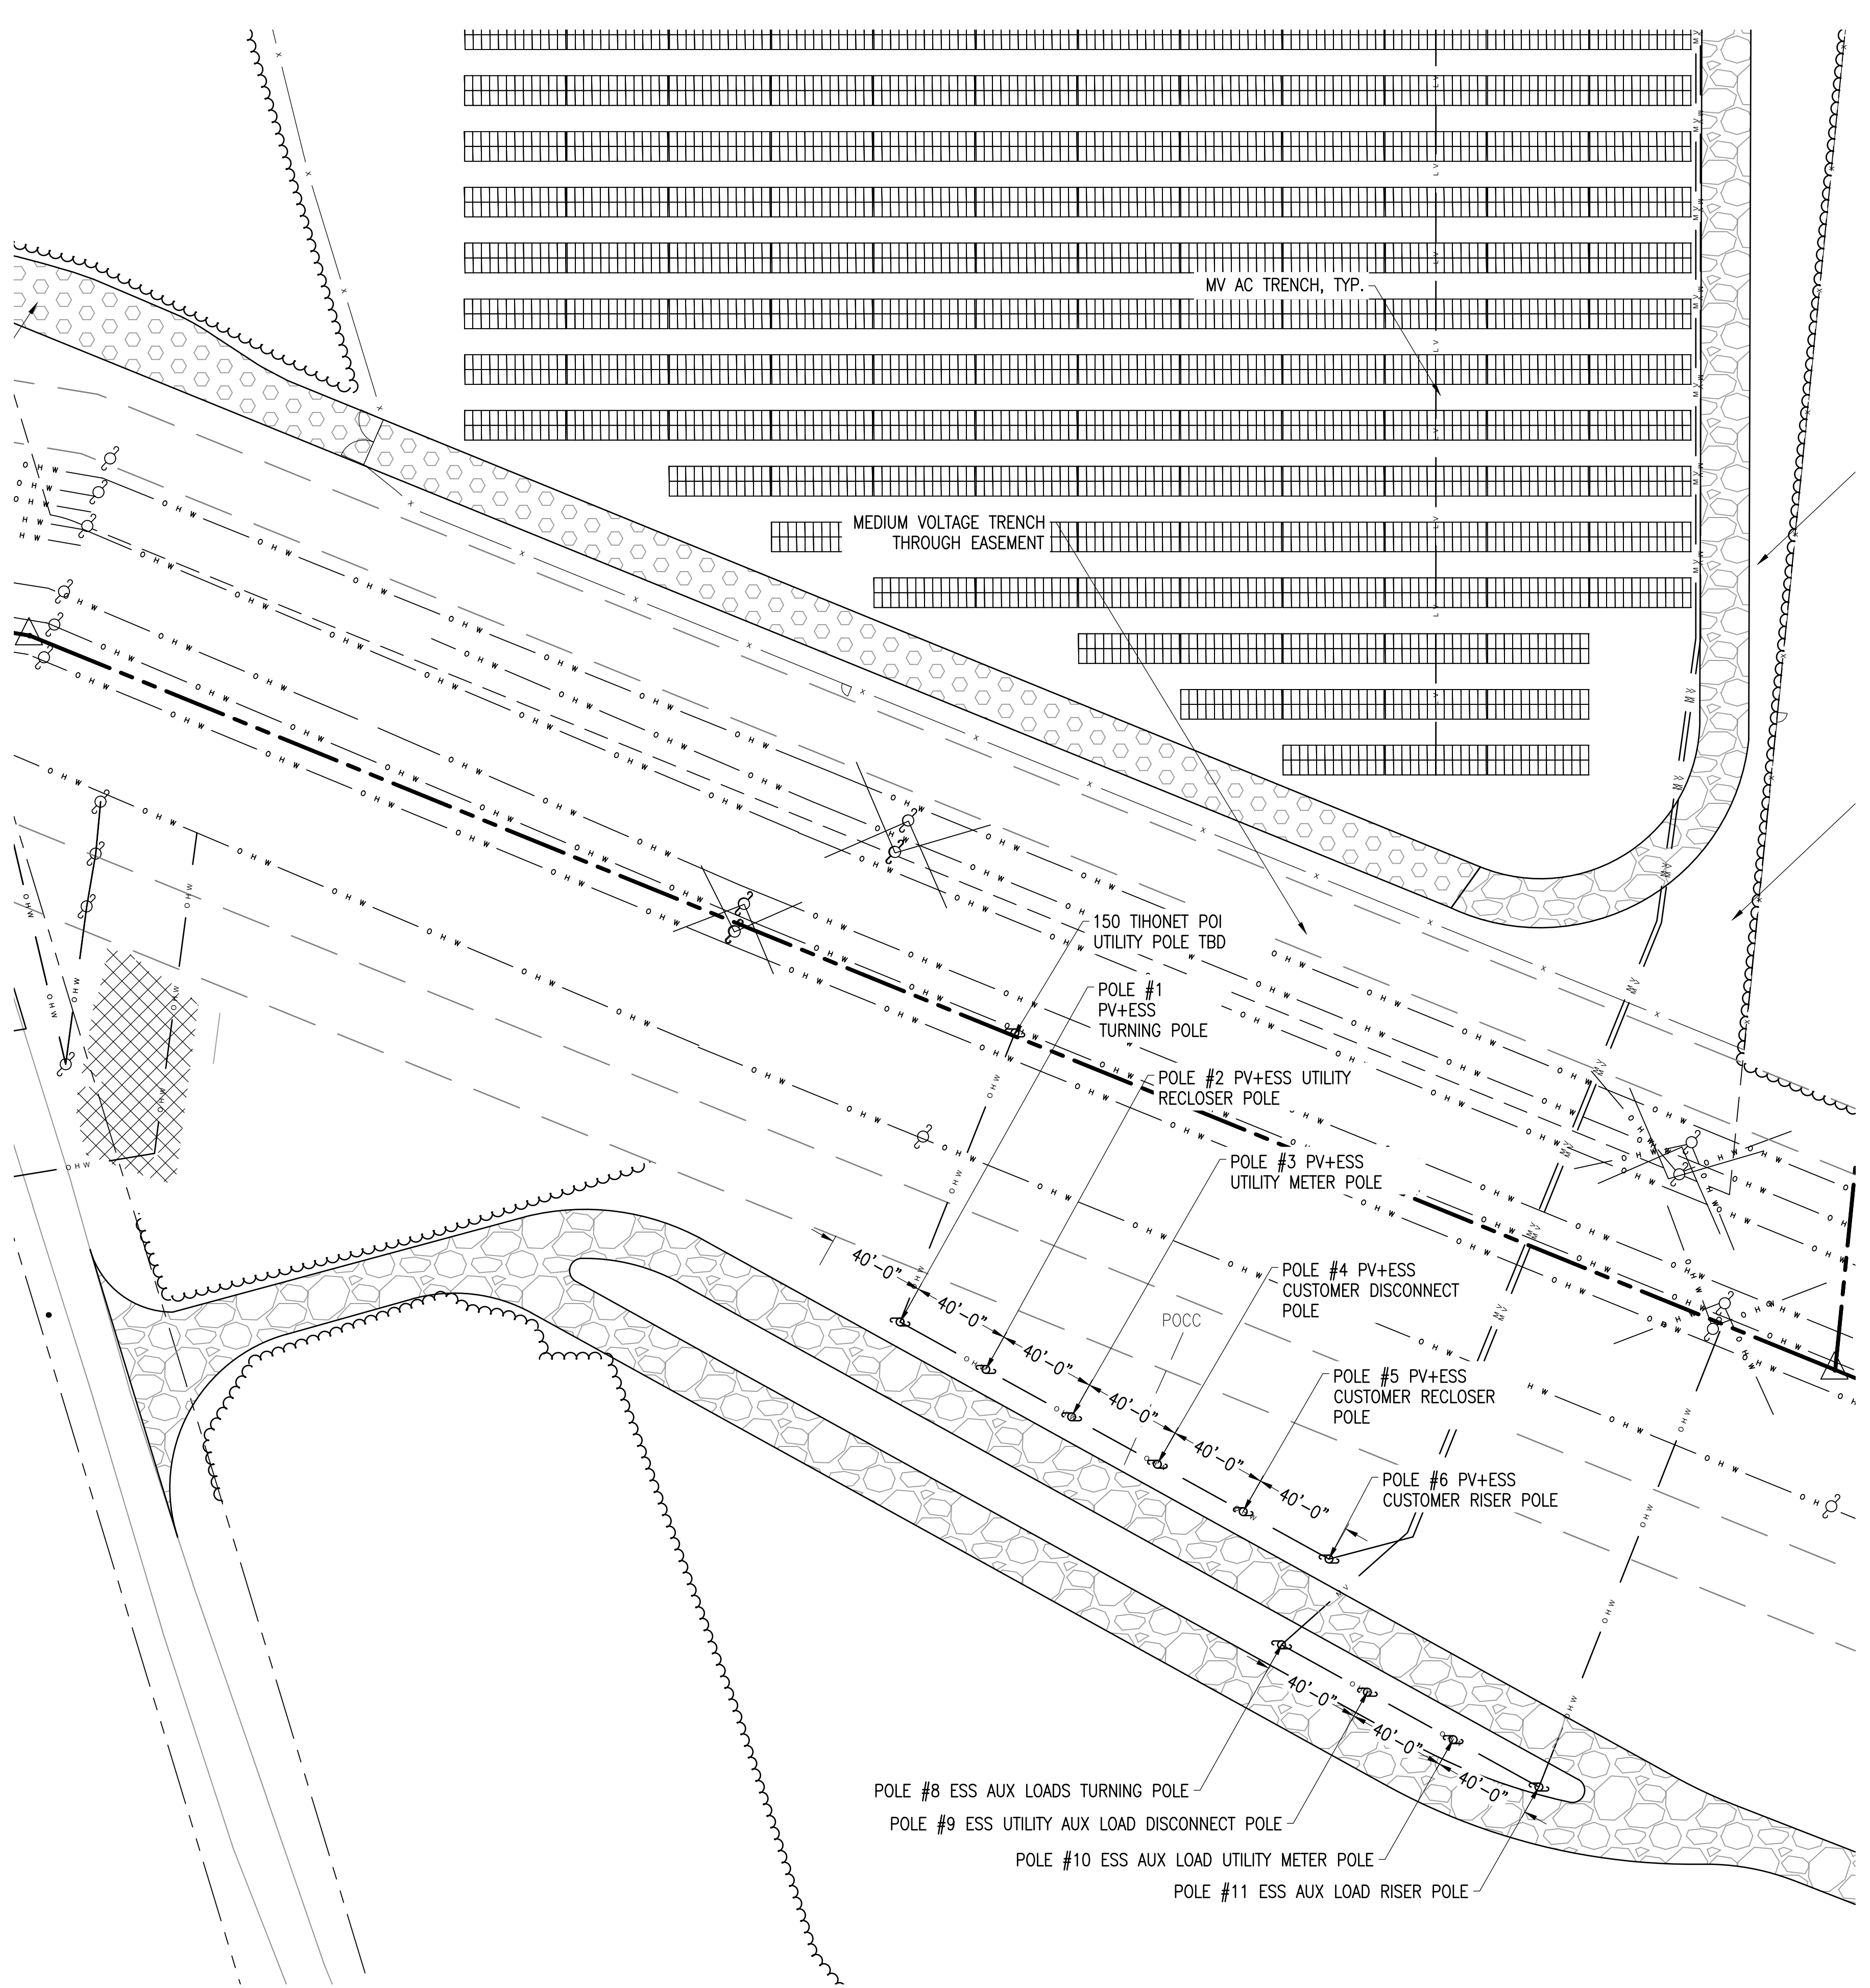 MV AC TRENCH, TYP.
MEDIUM VOLTAGE TRENCH
THROUGH EASEMENT
150 TIHONET POI
UTILITY POLE TBD
POLE #1
PV+ESS
TURNING POLE
POLE #2 PV+ESS UTILITY
RECLOSER POLE
POLE #3 PV+ESS
UTILITY METER POLE
POLE #4 PV+ESS
CUSTOMER DISCONNECT
POLE
POCC
POLE #5 PV+ESS
CUSTOMER RECLOSER
POLE
POLE #6 PV+ESS
CUSTOMER RISER POLE
40'-0"
40'-0"
40'-0"
40'-0"
40'-0"
40'-0"
40'-0"
40'-0"
40'-0"
POLE #8 ESS AUX LOADS TURNING POLE
POLE #9 ESS UTILITY AUX LOAD DISCONNECT POLE
POLE #10 ESS AUX LOAD UTILITY METER POLE
POLE #11 ESS AUX LOAD RISER POLE
OHW
MV
LV
X